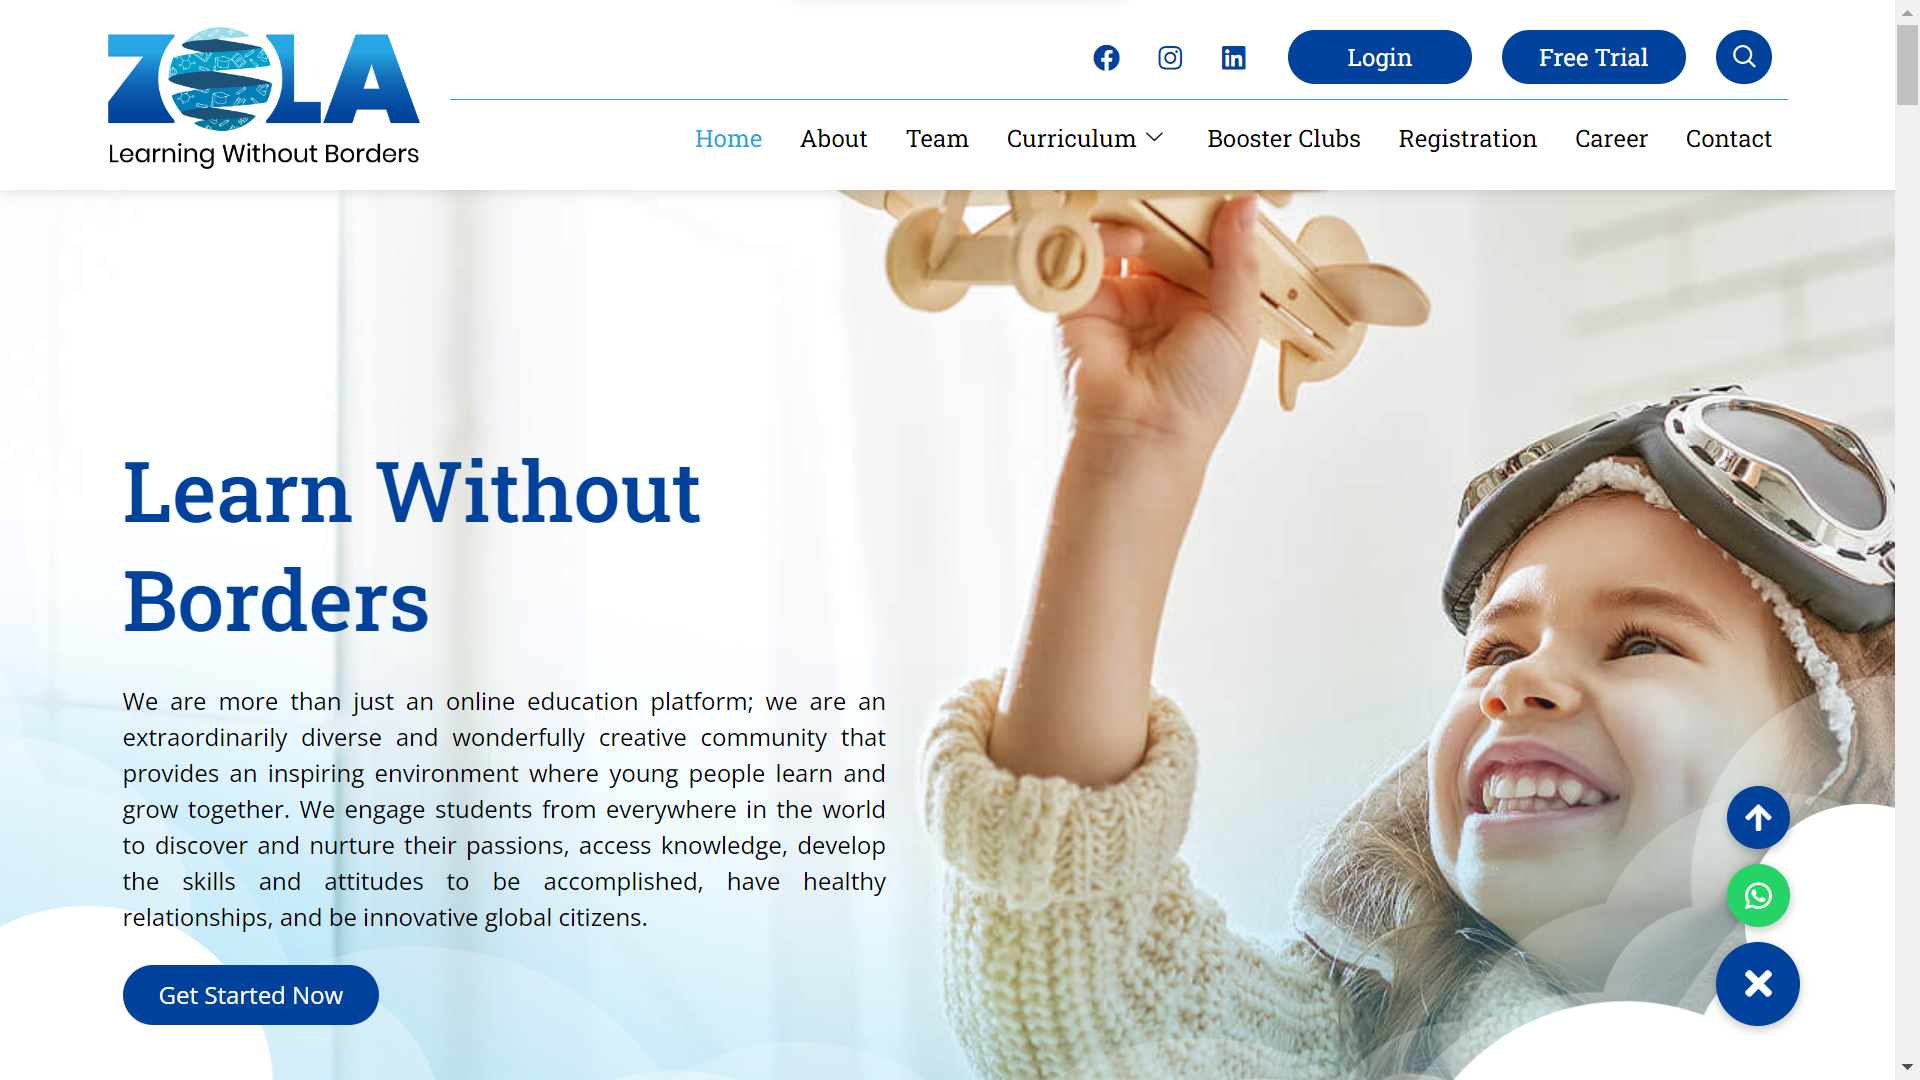 ZOLA
Learning Without Borders
Login
Free Trial
Home
About
Team
Curriculum
Booster Clubs
Registration
Career
Contact
Learn Without
Borders
We are more than just an online education platform; we are an
extraordinarily diverse and wonderfully creative community that
provides an inspiring environment where young people learn and
grow together. We engage students from everywhere in the world
to discover and nurture their passions, access knowledge, develop
the skills and attitudes to be accomplished, have healthy
relationships, and be innovative global citizens.
Get Started Now